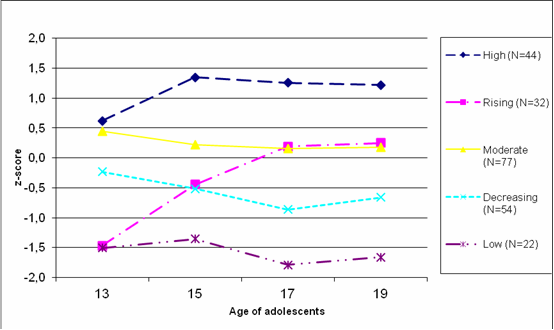 2,0
1,5
1,0
0,5
0,0
-0,5
-1,0
-1,5
-2,0
z-score
13 15 17 19
Age of adolescents
High (N=44)
Rising (N=32)
Moderate
(N=77)
Decreasing
(N=54)
Low (N=22)